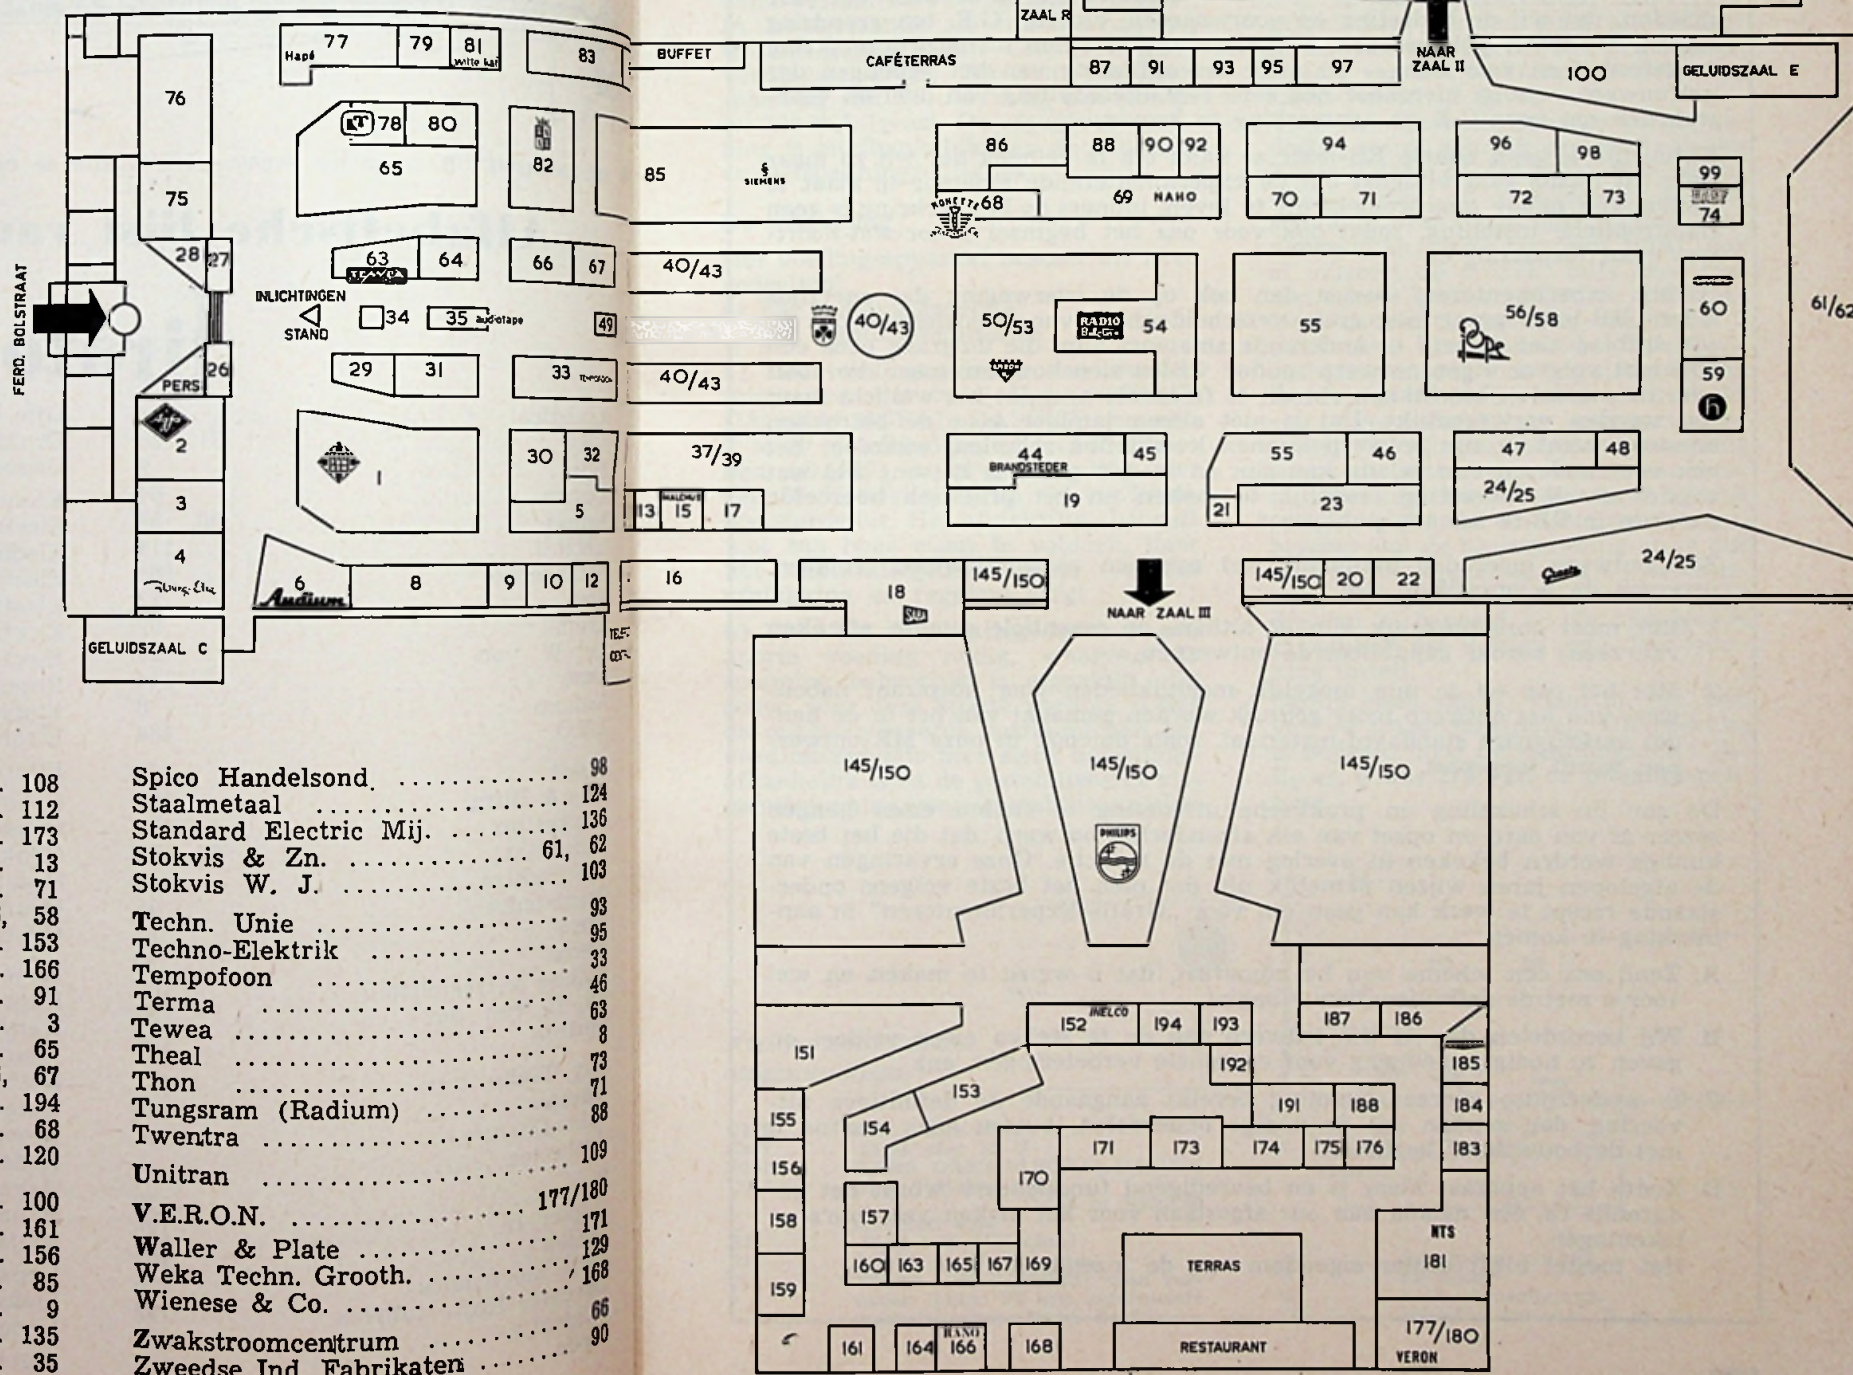 ZAAL R
77
Hapé
79
81
witte kat
83
BUFFET
CAFÉTERRAS
87
91
93
95
97
NAAR
ZAAL II
100
GELUIDSZAAL E
76
78
80
65
82
85
SIEMENS
86
88
90
92
94
96
98
75
RONETTE
68
69
NAHO
70
71
72
73
99
74
28
27
63
TEWEA
64
66
67
40/43
FERD. BOLSTRAAT
INLICHTINGEN
STAND
34
35
audiotape
49
40/43
50/53
RADIO
54
55
56/58
Pope
60
61/62
PERS
26
29
31
33
TEMPOFOON
40/43
59
h
2
1
30
32
37/39
44
BRANDSTEDER
45
55
46
47
48
3
5
13
MALCHUS
15
17
19
21
23
24/25
4
6
Audium
8
9
10
12
16
18
145/150
NAAR ZAAL III
145/150
20
22
24/25
GELUIDSZAAL C
145/150
145/150
145/150
PHILIPS
151
152
INELCO
194
193
187
186
192
185
153
155
154
191
188
184
156
171
173
174
175
176
183
170
158
157
NTS
181
160
163
165
167
169
TERRAS
159
161
164
166
168
RESTAURANT
177/180
VERON
108
112
173
13
71
58
153
166
91
3
65
67
194
68
120
100
161
156
85
9
135
35
Spico Handelsond. .......... 98
Staalmetaal .......... 124
Standard Electric Mij. .......... 136
Stokvis & Zn. .......... 61, 62
Stokvis W. J. .......... 103
Techn. Unie .......... 93
Techno-Elektrik .......... 95
Tempofoon .......... 33
Terma .......... 46
Tewea .......... 63
Theal .......... 8
Thon .......... 73
Tungsram (Radium) .......... 71
Twentra .......... 88
Unitran .......... 109
V.E.R.O.N. .......... 177/180
Waller & Plate .......... 171
Weka Techn. Grooth. .......... 129
Wienese & Co. .......... 168
Zwakstroomcentrum .......... 66
Zweedse Ind. Fabrikaten .......... 90